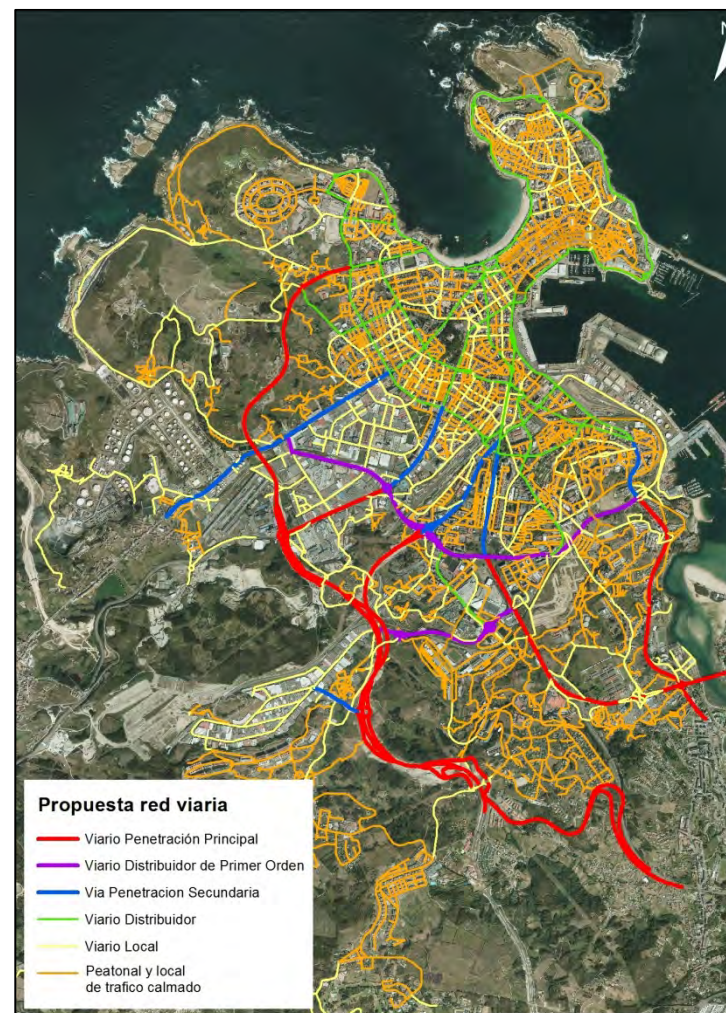 N
Propuesta red viaria
Viario Penetración Principal
Viario Distribuidor de Primer Orden
Via Penetracion Secundaria
Viario Distribuidor
Viario Local
Peatonal y local
de trafico calmado